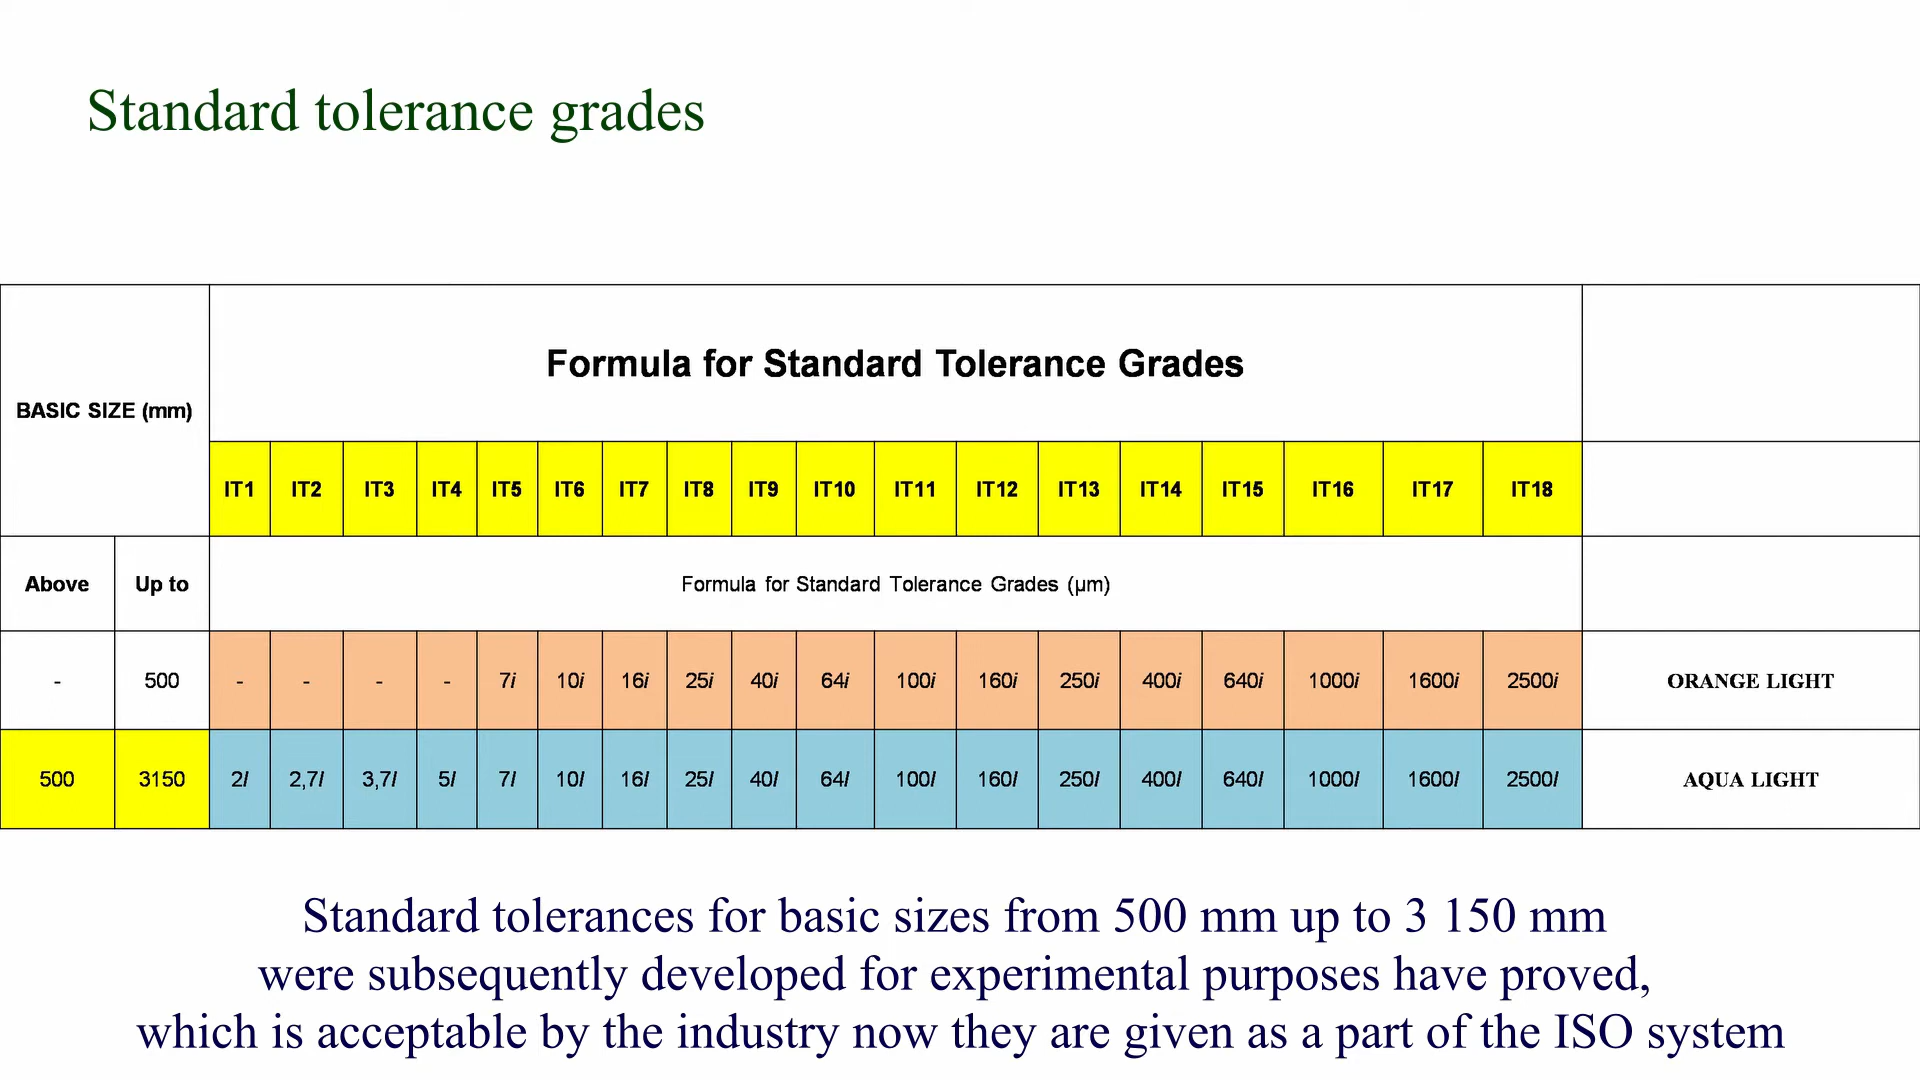 Standard tolerance grades
BASIC SIZE (mm)
Formula for Standard Tolerance Grades
IT1 IT2 IT3 IT4 IT5 IT6 IT7 IT8 IT9 IT10 IT11 IT12 IT13 IT14 IT15 IT16 IT17 IT18
Above Up to Formula for Standard Tolerance Grades (µm)
- 500 - - - - 7i 10i 16i 25i 40i 64i 100i 160i 250i 400i 640i 1000i 1600i 2500i ORANGE LIGHT
500 3150 2I 2,7I 3,7I 5I 7I 10I 16I 25I 40I 64I 100I 160I 250I 400I 640I 1000I 1600I 2500I AQUA LIGHT
Standard tolerances for basic sizes from 500 mm up to 3 150 mm
were subsequently developed for experimental purposes have proved,
which is acceptable by the industry now they are given as a part of the ISO system